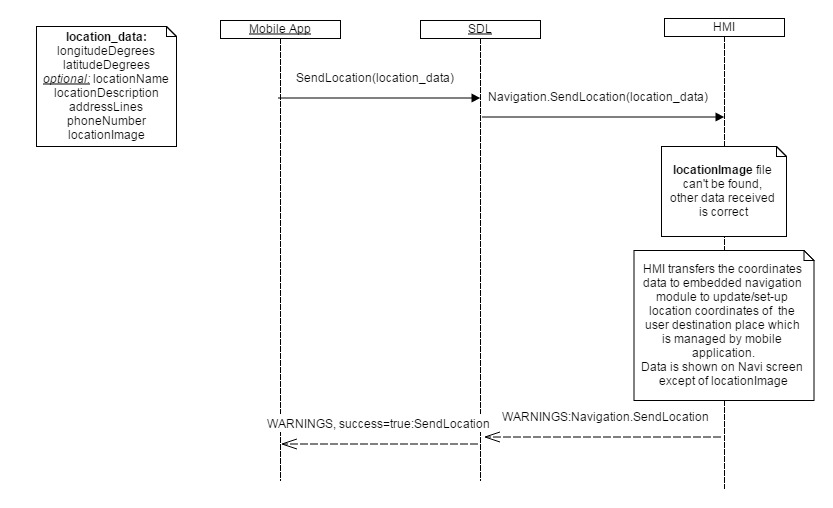 location_data:
longitudeDegrees
latitudeDegrees
optional: locationName
locationDescription
addressLines
phoneNumber
locationImage
Mobile App
SDL
HMI
SendLocation(location_data)
Navigation.SendLocation(location_data)
locationImage file
can't be found,
other data received
is correct
HMI transfers the coordinates
data to embedded navigation
module to update/set-up
location coordinates of the
user destination place which
is managed by mobile
application.
Data is shown on Navi screen
except of locationImage
WARNINGS:Navigation.SendLocation
WARNINGS, success=true:SendLocation